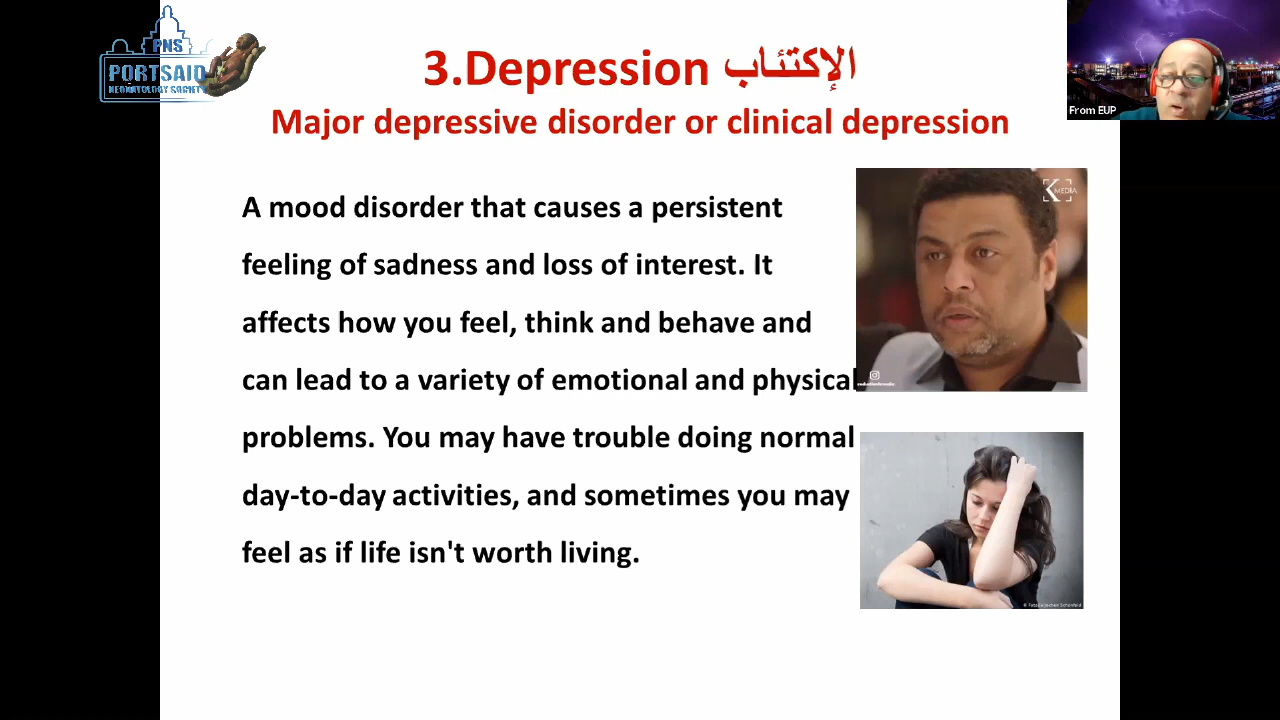 PNS
PORTSAID
NEONATOLOGY SOCIETY
3.Depression الإكتئاب
Major depressive disorder or clinical depression
From EUP
K MEDIA
A mood disorder that causes a persistent
feeling of sadness and loss of interest. It
affects how you feel, think and behave and
can lead to a variety of emotional and physical
problems. You may have trouble doing normal
day-to-day activities, and sometimes you may
feel as if life isn't worth living.
© Fotolia/Jochen Schönfeld